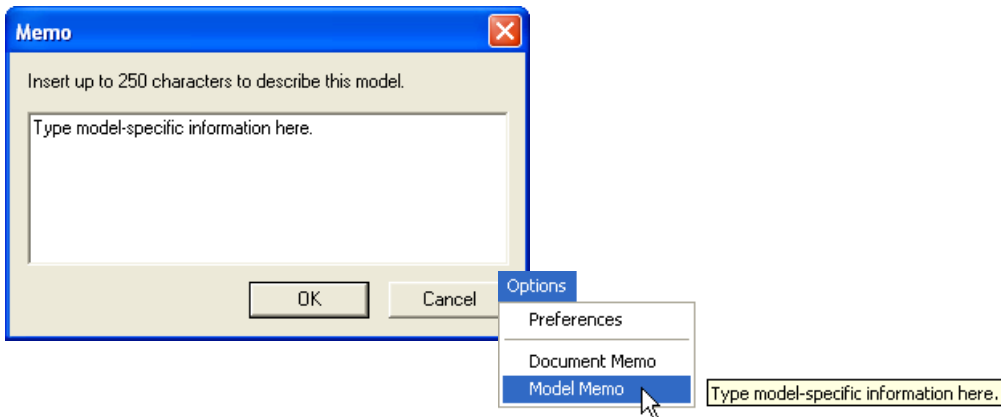 Memo
Insert up to 250 characters to describe this model.
Type model-specific information here.
OK
Cancel
Options
Preferences
Document Memo
Model Memo
Type model-specific information here.